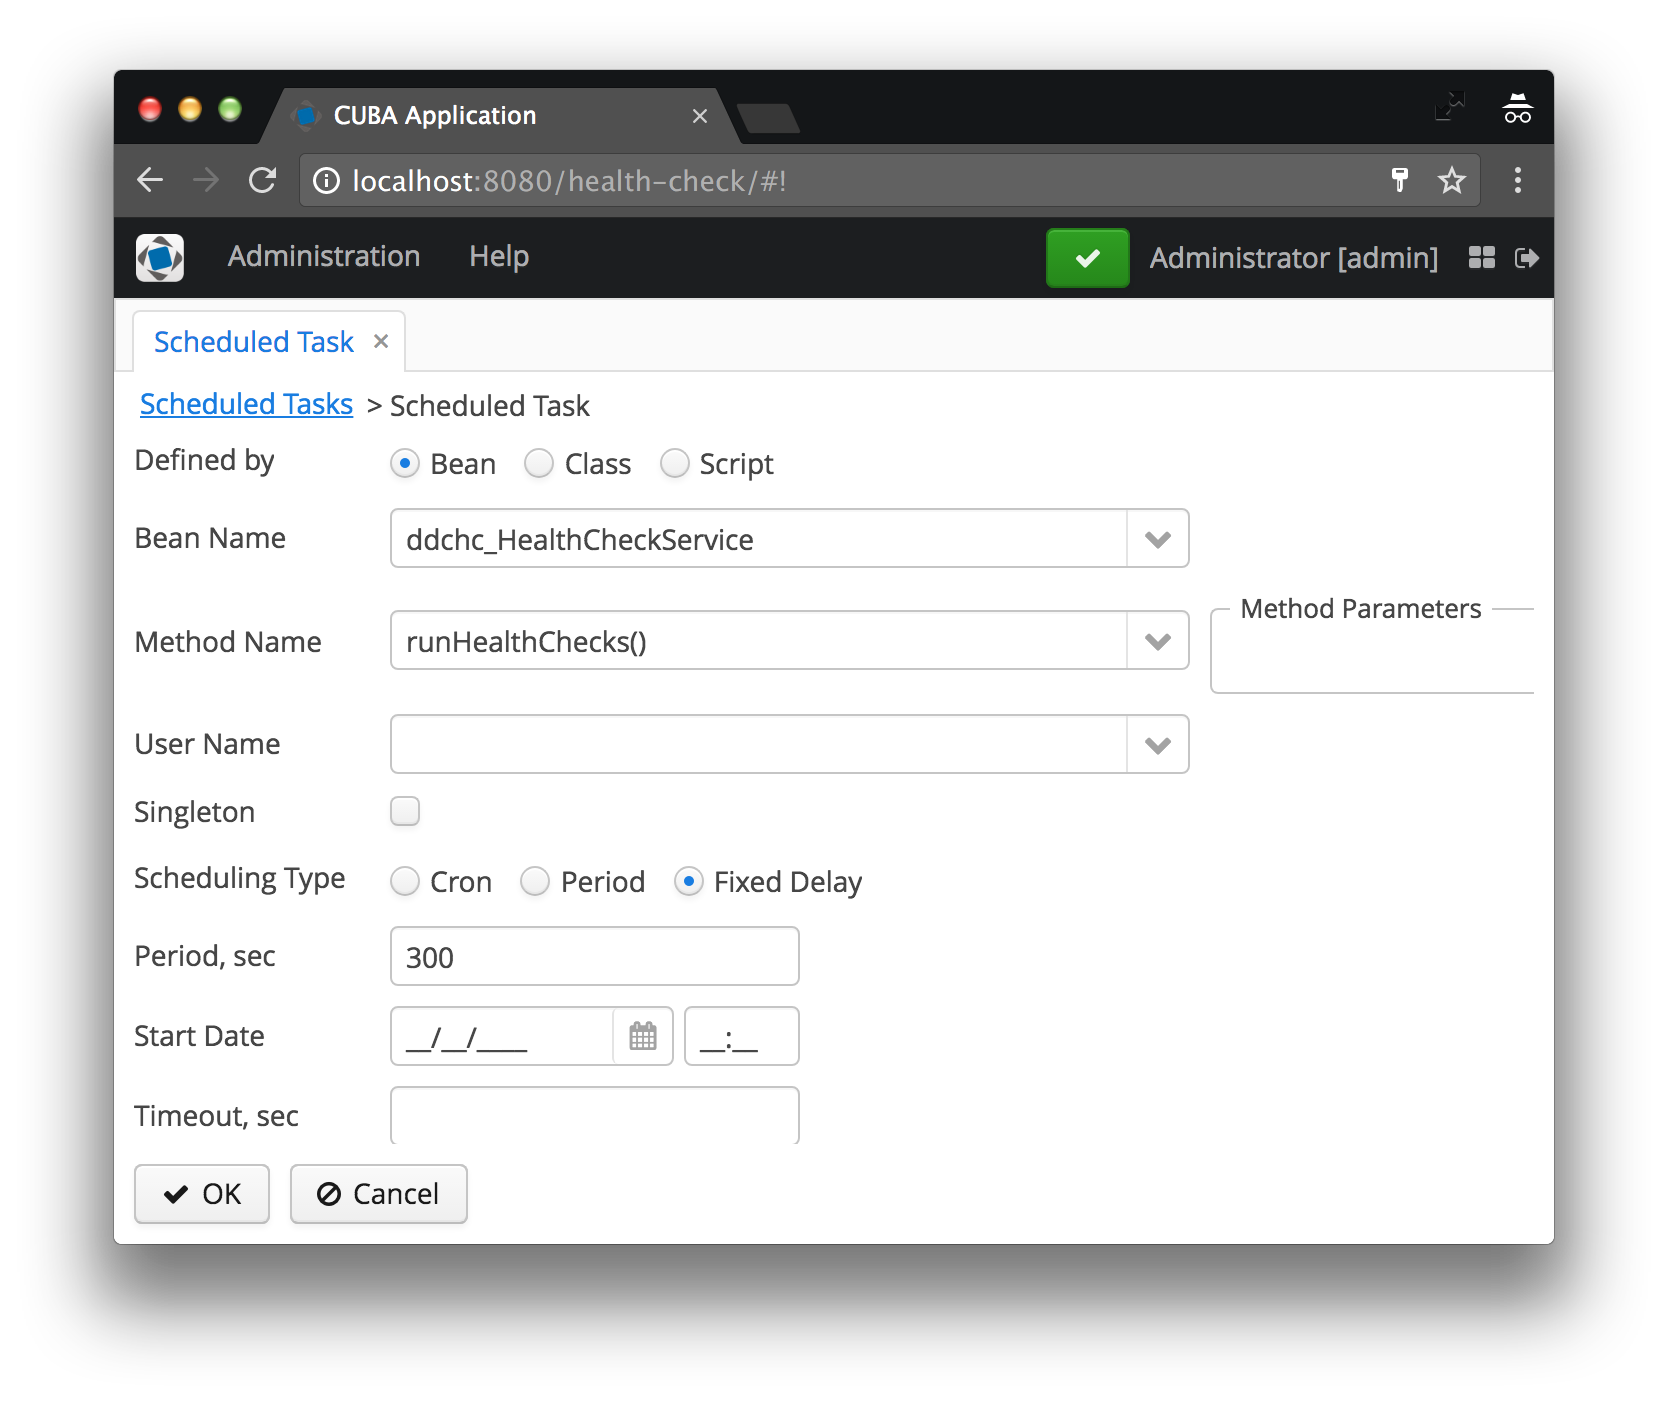 CUBA Application
localhost:8080/health-check/#!
Administration Help Administrator [admin]
Scheduled Task
Scheduled Tasks > Scheduled Task
Defined by Bean Class Script
Bean Name ddchc_HealthCheckService
Method Parameters
Method Name runHealthChecks()
User Name
Singleton
Scheduling Type Cron Period Fixed Delay
Period, sec 300
Start Date __/__/____ __:__
Timeout, sec
OK Cancel